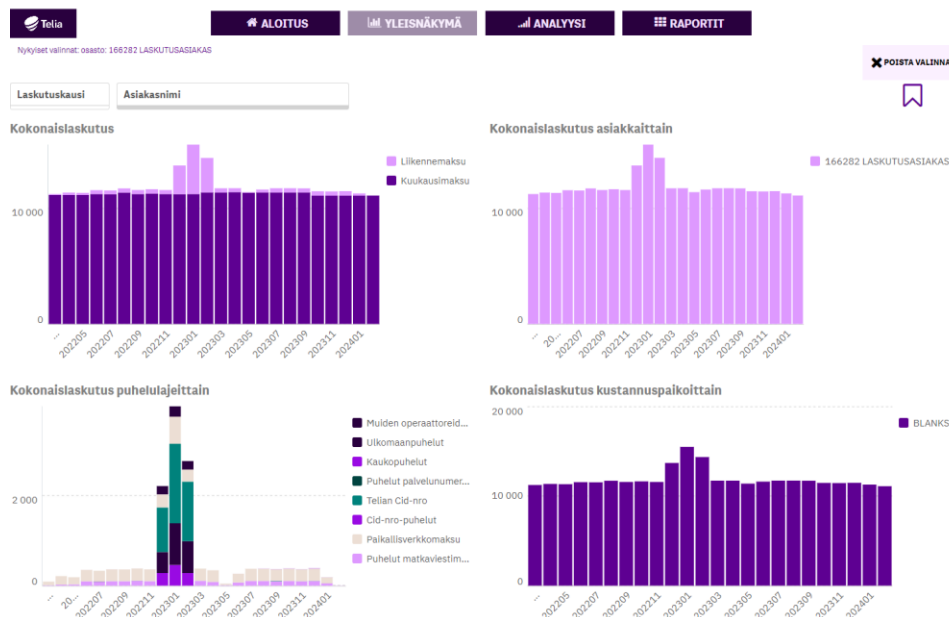 Telia
ALOITUS
YLEISNÄKYMÄ
ANALYYSI
RAPORTIT
Nykyiset valinnat: osasto: 166282 LASKUTUSASIAKAS
POISTA VALINNA
Laskutuskausi
Asiakasnimi
Kokonaislaskutus
10 000
0
...
202205
202207
202209
202211
202301
202303
202305
202307
202309
202311
202401
Liikennemaksu
Kuukausimaksu
Kokonaislaskutus asiakkaittain
10 000
0
...
20...
202207
202209
202211
202301
202303
202305
202307
202309
202311
202401
166282 LASKUTUSASIAKAS
Kokonaislaskutus puhelulajeittain
2 000
0
...
20...
202207
202209
202211
202301
202303
202305
202307
202309
202311
202401
Muiden operaattoreid...
Ulkomaanpuhelut
Kaukopuhelut
Puhelut palvelunumer...
Telian Cid-nro
Cid-nro-puhelut
Paikallisverkkomaksu
Puhelut matkaviestim...
Kokonaislaskutus kustannuspaikoittain
20 000
10 000
0
...
202205
202207
202209
202211
202301
202303
202305
202307
202309
202311
202401
BLANKS